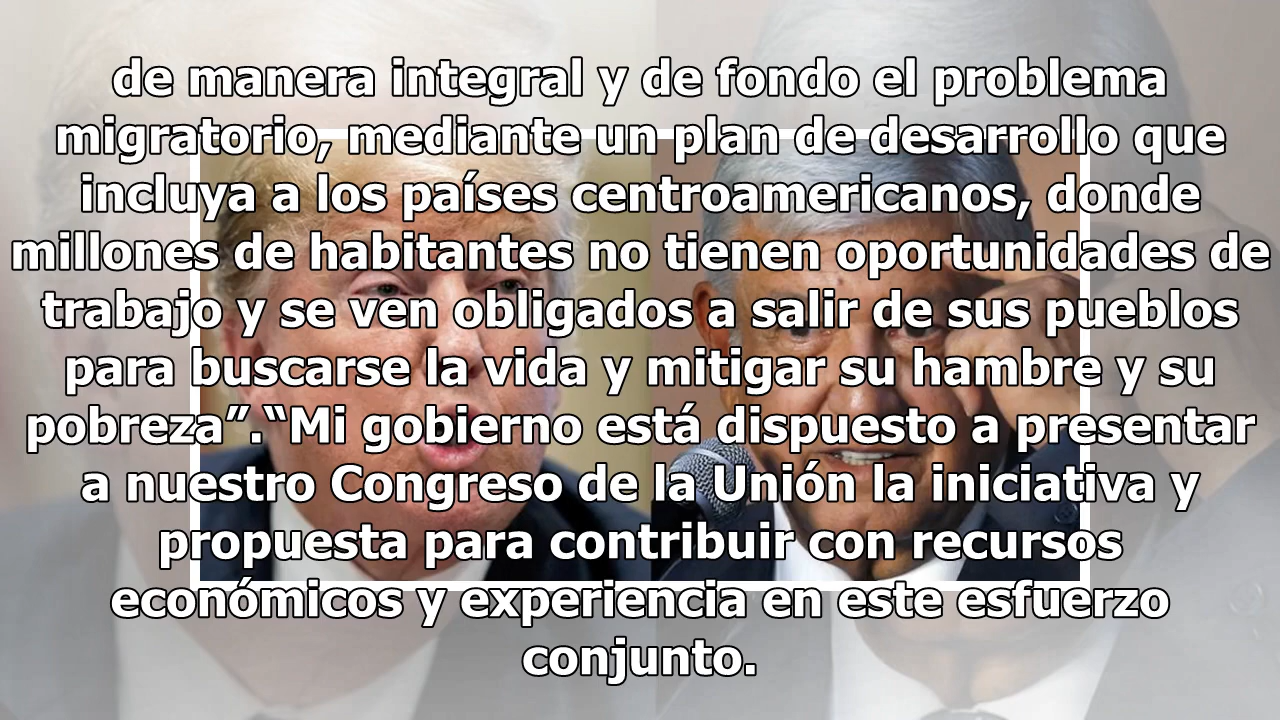 de manera integral y de fondo el problema
migratorio, mediante un plan de desarrollo que
incluya a los países centroamericanos, donde
millones de habitantes no tienen oportunidades de
trabajo y se ven obligados a salir de sus pueblos
para buscarse la vida y mitigar su hambre y su
pobreza”.“Mi gobierno está dispuesto a presentar
a nuestro Congreso de la Unión la iniciativa y
propuesta para contribuir con recursos
económicos y experiencia en este esfuerzo
conjunto.